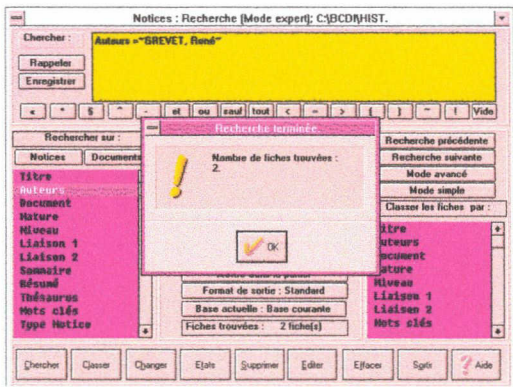 Notices : Recherche (Mode expert); C:\BCDI\HIST.
Chercher :
Auteurs ="GREVET, René"
Rappeler
Enregistrer
« * § ^ - et ou sauf tout < = > ( ) ~ ! Vide
Rechercher sur :
Notices Documents
Titre
Auteurs
Document
Nature
Niveau
Liaison 1
Liaison 2
Sommaire
Résumé
Thésaurus
Mots clés
Type Notice
Recherche terminée
Nombre de fiches trouvées :
2.
OK
Format de sortie : Standard
Base actuelle : Base courante
Fiches trouvées : 2 fiche(s)
Recherche précédente
Recherche suivante
Mode avancé
Mode simple
Classer les fiches par :
Titre
Auteurs
Document
Nature
Niveau
Liaison 1
Liaison 2
Mots clés
Chercher Classer Changer Etats Supprimer Editer Effacer Sortir ? Aide